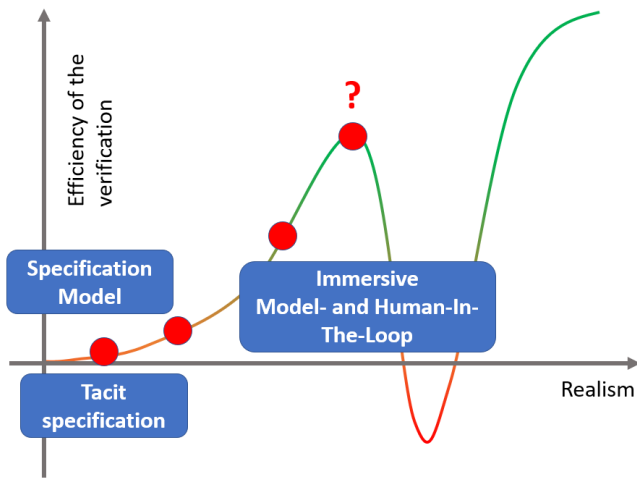 Efficiency of the
verification
?
Specification
Model
Immersive
Model- and Human-In-
The-Loop
Tacit
specification
Realism